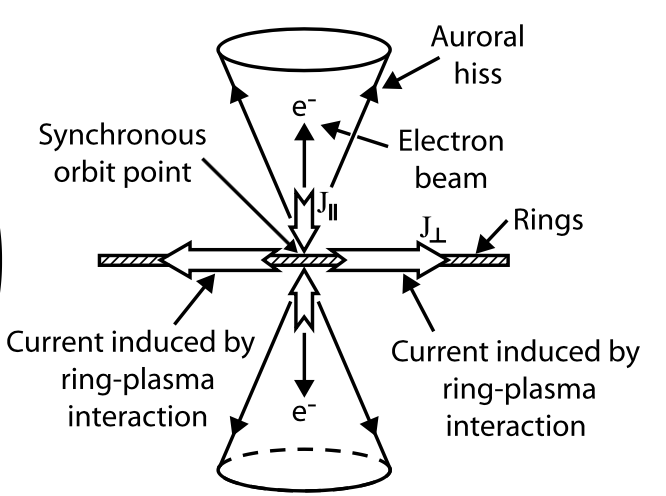 Auroral
hiss
e⁻
Synchronous
orbit point
Electron
beam
J∥
J⊥
Rings
Current induced by
ring-plasma
interaction
Current induced by
ring-plasma
interaction
e⁻